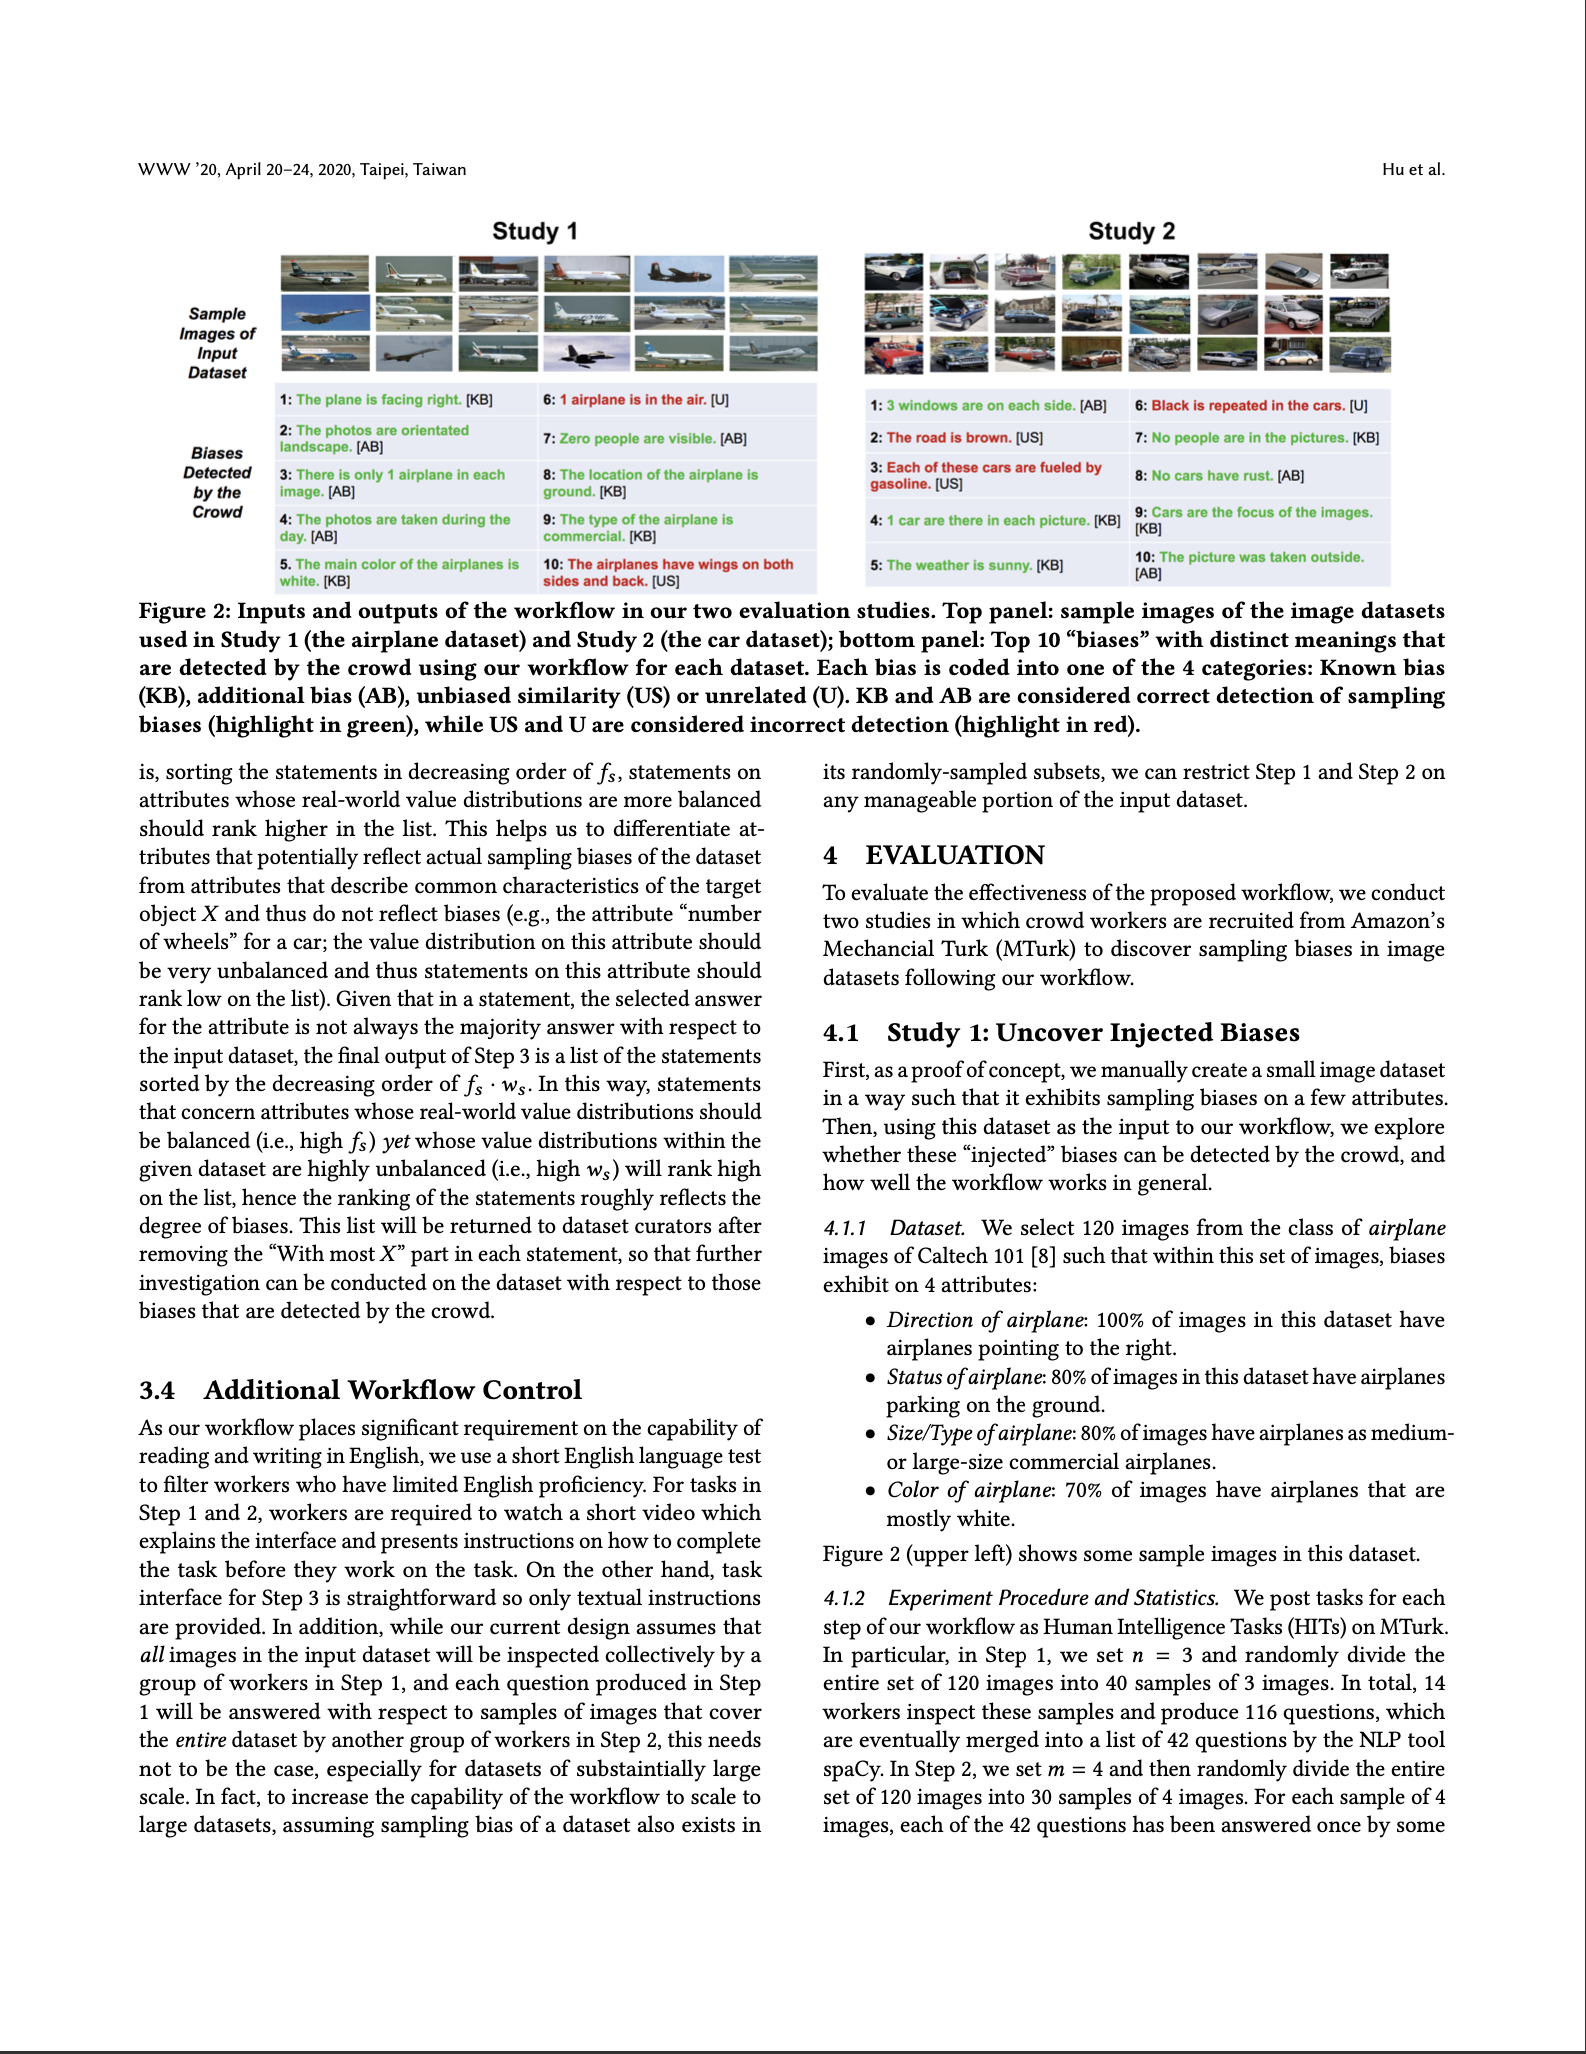 WWW ’20, April 20–24, 2020, Taipei, Taiwan
Hu et al.
Study 1
Sample
Images of
Input
Dataset
Biases
Detected
by the
Crowd
1: The plane is facing right. [KB]
2: The photos are orientated
landscape. [AB]
3: There is only 1 airplane in each
image. [AB]
4: The photos are taken during the
day. [AB]
5. The main color of the airplanes is
white. [KB]
6: 1 airplane is in the air. [U]
7: Zero people are visible. [AB]
8: The location of the airplane is
ground. [KB]
9: The type of the airplane is
commercial. [KB]
10: The airplanes have wings on both
sides and back. [US]
Study 2
1: 3 windows are on each side. [AB]
2: The road is brown. [US]
3: Each of these cars are fueled by
gasoline. [US]
4: 1 car are there in each picture. [KB]
5: The weather is sunny. [KB]
6: Black is repeated in the cars. [U]
7: No people are in the pictures. [KB]
8: No cars have rust. [AB]
9: Cars are the focus of the images.
[KB]
10: The picture was taken outside.
[AB]
Figure 2: Inputs and outputs of the workflow in our two evaluation studies. Top panel: sample images of the image datasets
used in Study 1 (the airplane dataset) and Study 2 (the car dataset); bottom panel: Top 10 “biases” with distinct meanings that
are detected by the crowd using our workflow for each dataset. Each bias is coded into one of the 4 categories: Known bias
(KB), additional bias (AB), unbiased similarity (US) or unrelated (U). KB and AB are considered correct detection of sampling
biases (highlight in green), while US and U are considered incorrect detection (highlight in red).
is, sorting the statements in decreasing order of fs, statements on
attributes whose real-world value distributions are more balanced
should rank higher in the list. This helps us to differentiate at-
tributes that potentially reflect actual sampling biases of the dataset
from attributes that describe common characteristics of the target
object X and thus do not reflect biases (e.g., the attribute “number
of wheels” for a car; the value distribution on this attribute should
be very unbalanced and thus statements on this attribute should
rank low on the list). Given that in a statement, the selected answer
for the attribute is not always the majority answer with respect to
the input dataset, the final output of Step 3 is a list of the statements
sorted by the decreasing order of fs · ws. In this way, statements
that concern attributes whose real-world value distributions should
be balanced (i.e., high fs) yet whose value distributions within the
given dataset are highly unbalanced (i.e., high ws) will rank high
on the list, hence the ranking of the statements roughly reflects the
degree of biases. This list will be returned to dataset curators after
removing the “With most X” part in each statement, so that further
investigation can be conducted on the dataset with respect to those
biases that are detected by the crowd.
3.4 Additional Workflow Control
As our workflow places significant requirement on the capability of
reading and writing in English, we use a short English language test
to filter workers who have limited English proficiency. For tasks in
Step 1 and 2, workers are required to watch a short video which
explains the interface and presents instructions on how to complete
the task before they work on the task. On the other hand, task
interface for Step 3 is straightforward so only textual instructions
are provided. In addition, while our current design assumes that
all images in the input dataset will be inspected collectively by a
group of workers in Step 1, and each question produced in Step
1 will be answered with respect to samples of images that cover
the entire dataset by another group of workers in Step 2, this needs
not to be the case, especially for datasets of substaintially large
scale. In fact, to increase the capability of the workflow to scale to
large datasets, assuming sampling bias of a dataset also exists in
its randomly-sampled subsets, we can restrict Step 1 and Step 2 on
any manageable portion of the input dataset.
4 EVALUATION
To evaluate the effectiveness of the proposed workflow, we conduct
two studies in which crowd workers are recruited from Amazon’s
Mechancial Turk (MTurk) to discover sampling biases in image
datasets following our workflow.
4.1 Study 1: Uncover Injected Biases
First, as a proof of concept, we manually create a small image dataset
in a way such that it exhibits sampling biases on a few attributes.
Then, using this dataset as the input to our workflow, we explore
whether these “injected” biases can be detected by the crowd, and
how well the workflow works in general.
4.1.1 Dataset. We select 120 images from the class of airplane
images of Caltech 101 [8] such that within this set of images, biases
exhibit on 4 attributes:
• Direction of airplane: 100% of images in this dataset have
airplanes pointing to the right.
• Status of airplane: 80% of images in this dataset have airplanes
parking on the ground.
• Size/Type of airplane: 80% of images have airplanes as medium-
or large-size commercial airplanes.
• Color of airplane: 70% of images have airplanes that are
mostly white.
Figure 2 (upper left) shows some sample images in this dataset.
4.1.2 Experiment Procedure and Statistics. We post tasks for each
step of our workflow as Human Intelligence Tasks (HITs) on MTurk.
In particular, in Step 1, we set n = 3 and randomly divide the
entire set of 120 images into 40 samples of 3 images. In total, 14
workers inspect these samples and produce 116 questions, which
are eventually merged into a list of 42 questions by the NLP tool
spaCy. In Step 2, we set m = 4 and then randomly divide the entire
set of 120 images into 30 samples of 4 images. For each sample of 4
images, each of the 42 questions has been answered once by some